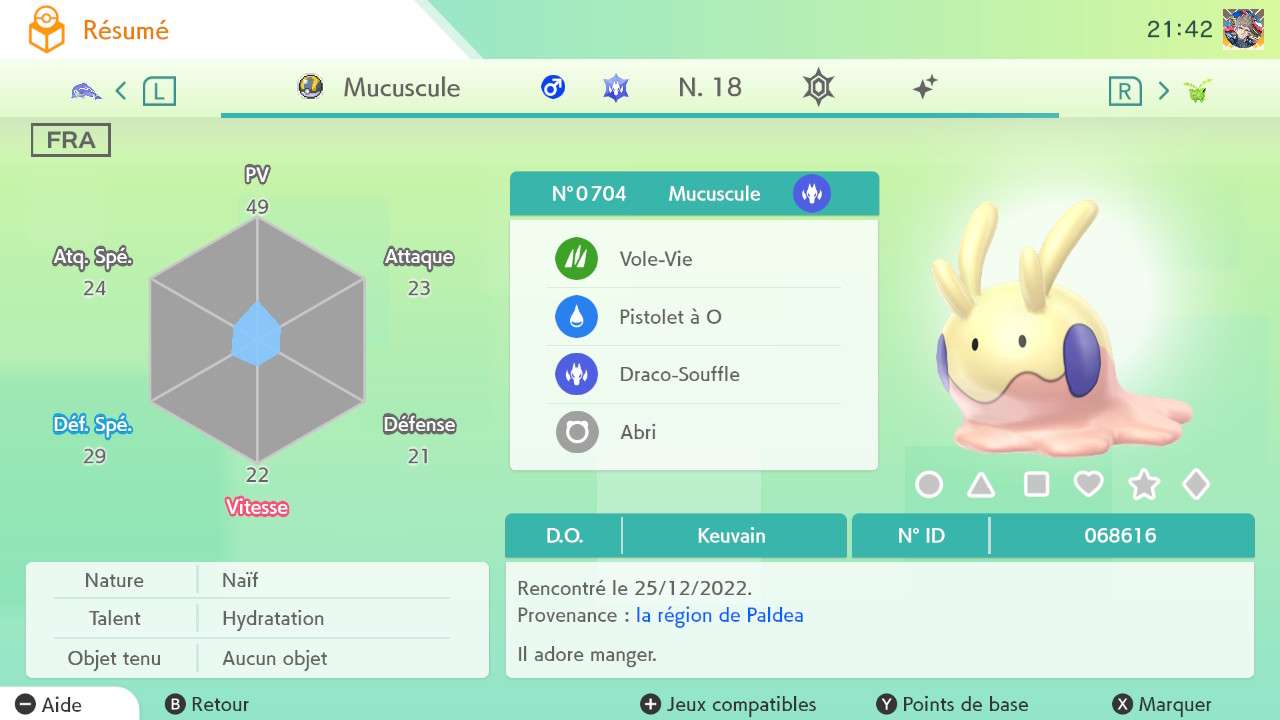 Résumé
21:42
L
Mucuscule
N. 18
R
FRA
PV
49
Atq. Spé.
24
Attaque
23
Déf. Spé.
29
Défense
21
22
Vitesse
N°0704 Mucuscule
Vole-Vie
Pistolet à O
Draco-Souffle
Abri
D.O. Keuvain
N° ID 068616
Nature Naïf
Talent Hydratation
Objet tenu Aucun objet
Rencontré le 25/12/2022.
Provenance : la région de Paldea
Il adore manger.
Aide
B Retour
Jeux compatibles
Y Points de base
X Marquer